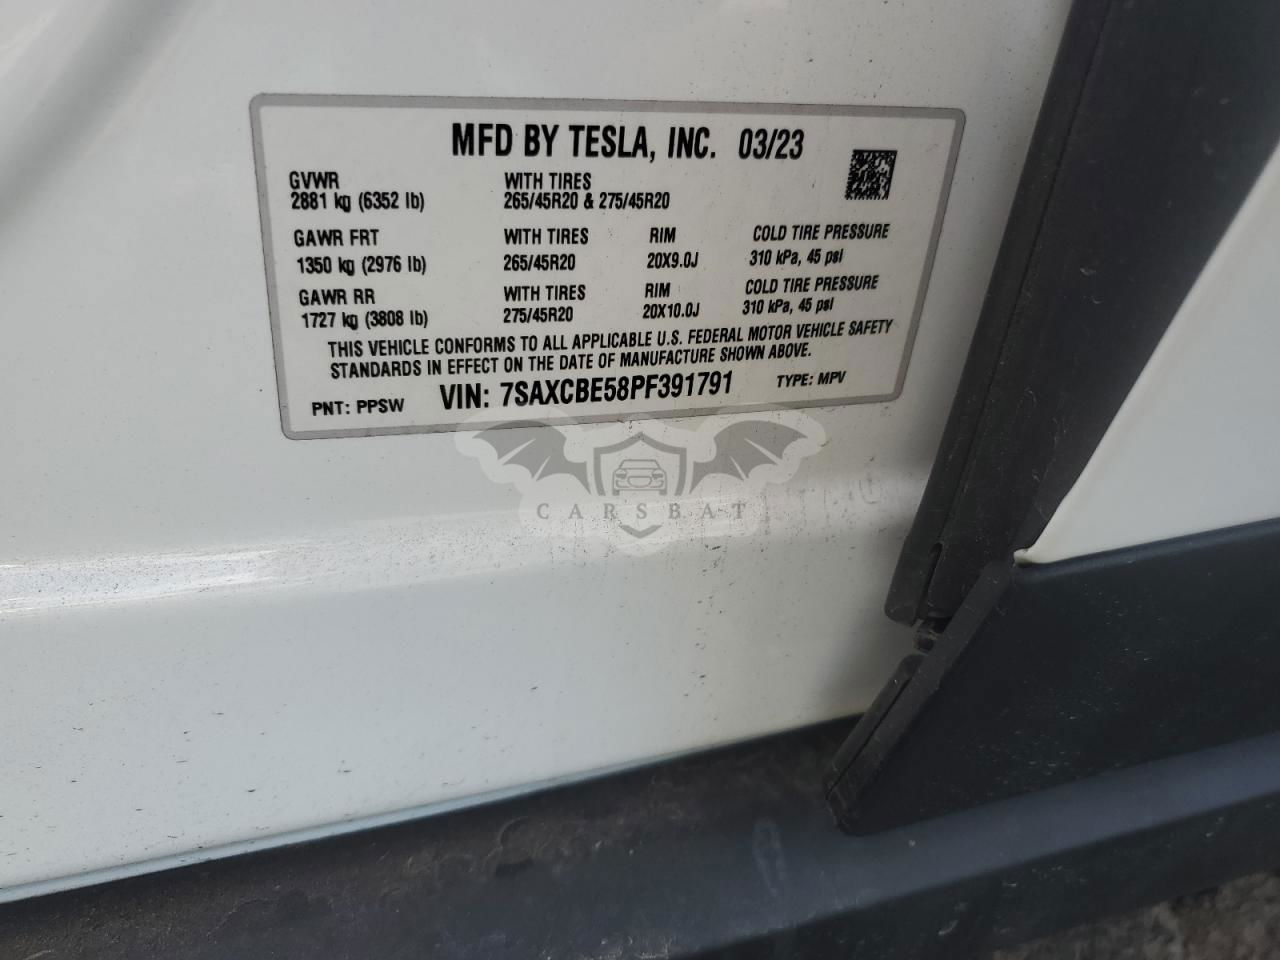 MFD BY TESLA, INC. 03/23
GVWR WITH TIRES
2881 kg (6352 lb) 265/45R20 & 275/45R20
GAWR FRT WITH TIRES RIM COLD TIRE PRESSURE
1350 kg (2976 lb) 265/45R20 20X9.0J 310 kPa, 45 psi
GAWR RR WITH TIRES RIM COLD TIRE PRESSURE
1727 kg (3808 lb) 275/45R20 20X10.0J 310 kPa, 45 psi
THIS VEHICLE CONFORMS TO ALL APPLICABLE U.S. FEDERAL MOTOR VEHICLE SAFETY
STANDARDS IN EFFECT ON THE DATE OF MANUFACTURE SHOWN ABOVE.
PNT: PPSW VIN: 7SAXCBE58PF391791 TYPE: MPV
CARSBAT